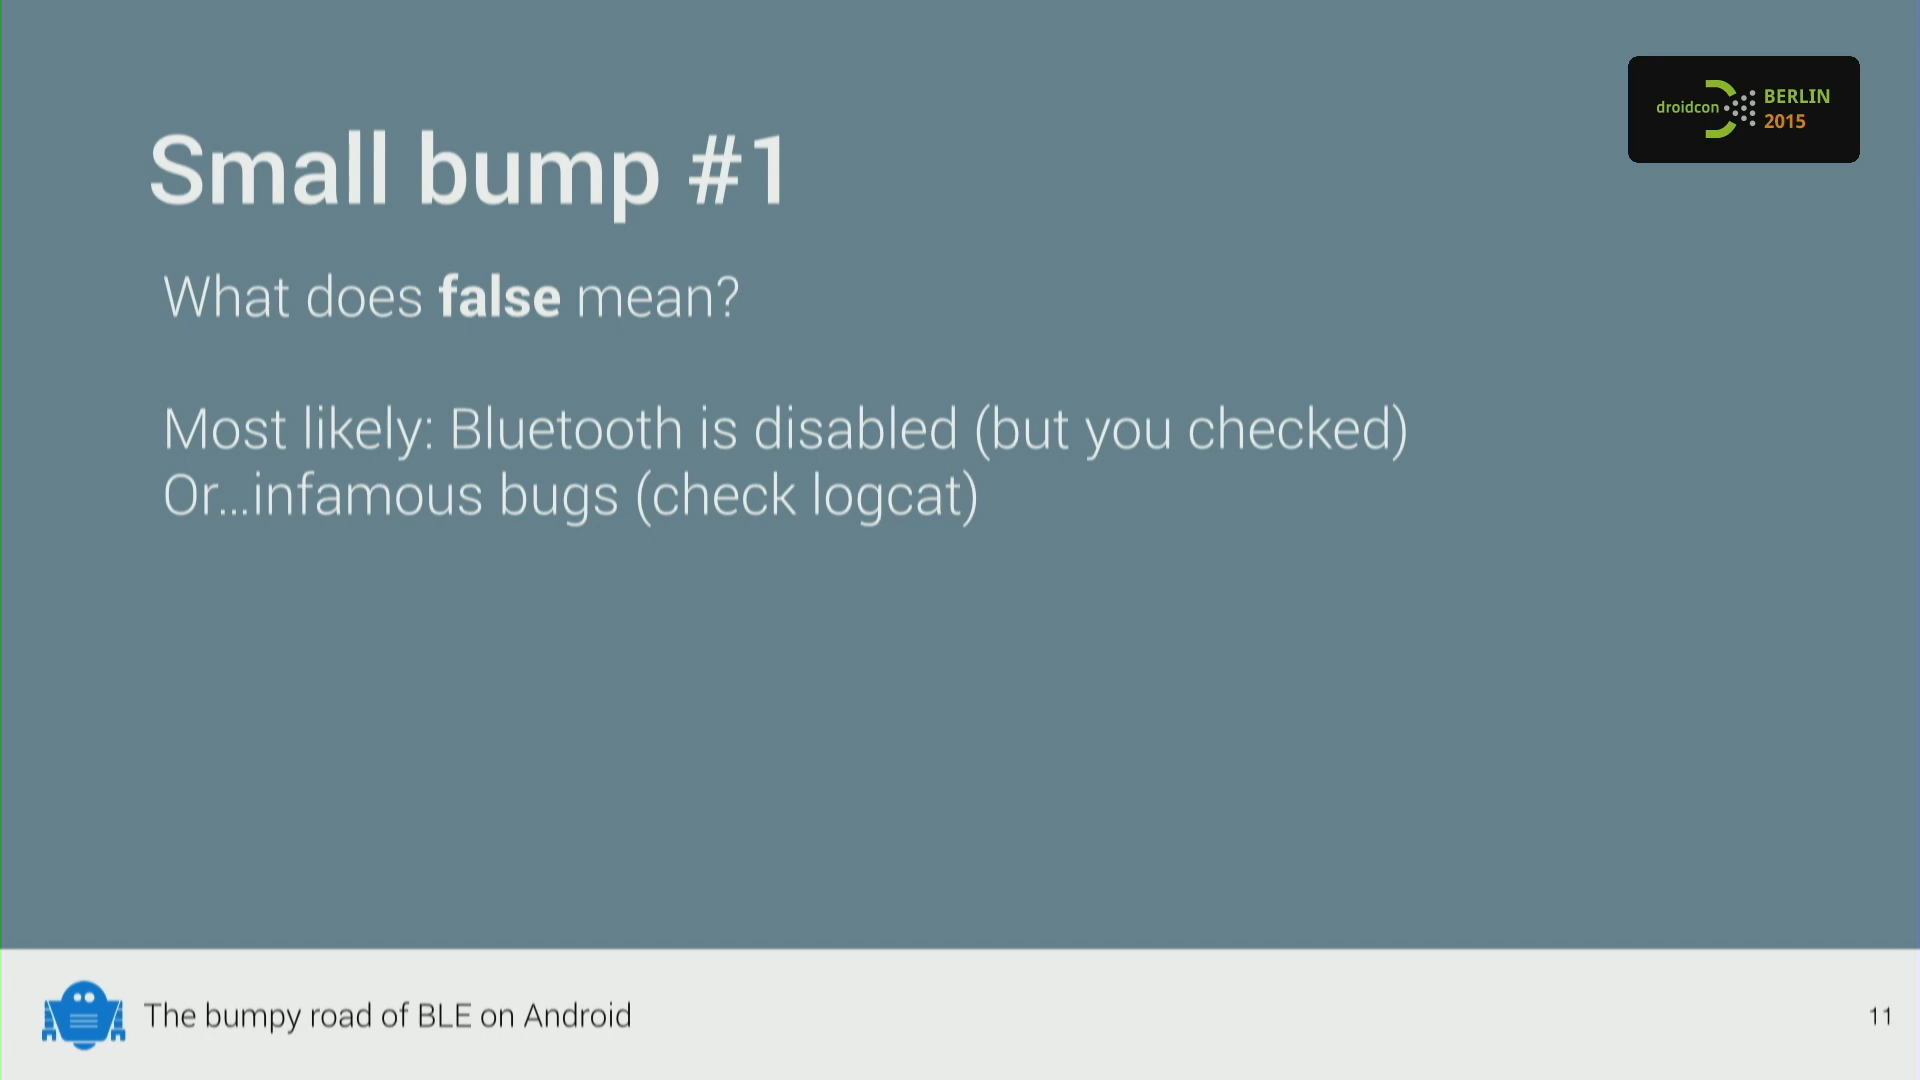 droidcon BERLIN
2015
Small bump #1
What does false mean?
Most likely: Bluetooth is disabled (but you checked)
Or...infamous bugs (check logcat)
The bumpy road of BLE on Android
11